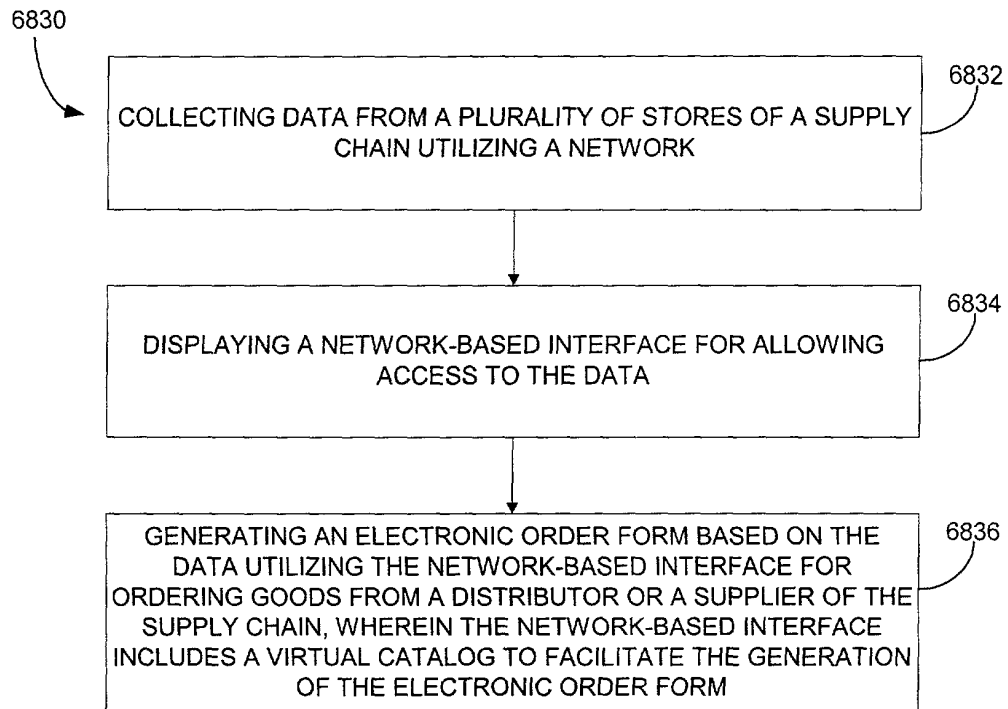 6830
6832
COLLECTING DATA FROM A PLURALITY OF STORES OF A SUPPLY
CHAIN UTILIZING A NETWORK
6834
DISPLAYING A NETWORK-BASED INTERFACE FOR ALLOWING
ACCESS TO THE DATA
6836
GENERATING AN ELECTRONIC ORDER FORM BASED ON THE
DATA UTILIZING THE NETWORK-BASED INTERFACE FOR
ORDERING GOODS FROM A DISTRIBUTOR OR A SUPPLIER OF THE
SUPPLY CHAIN, WHEREIN THE NETWORK-BASED INTERFACE
INCLUDES A VIRTUAL CATALOG TO FACILITATE THE GENERATION
OF THE ELECTRONIC ORDER FORM